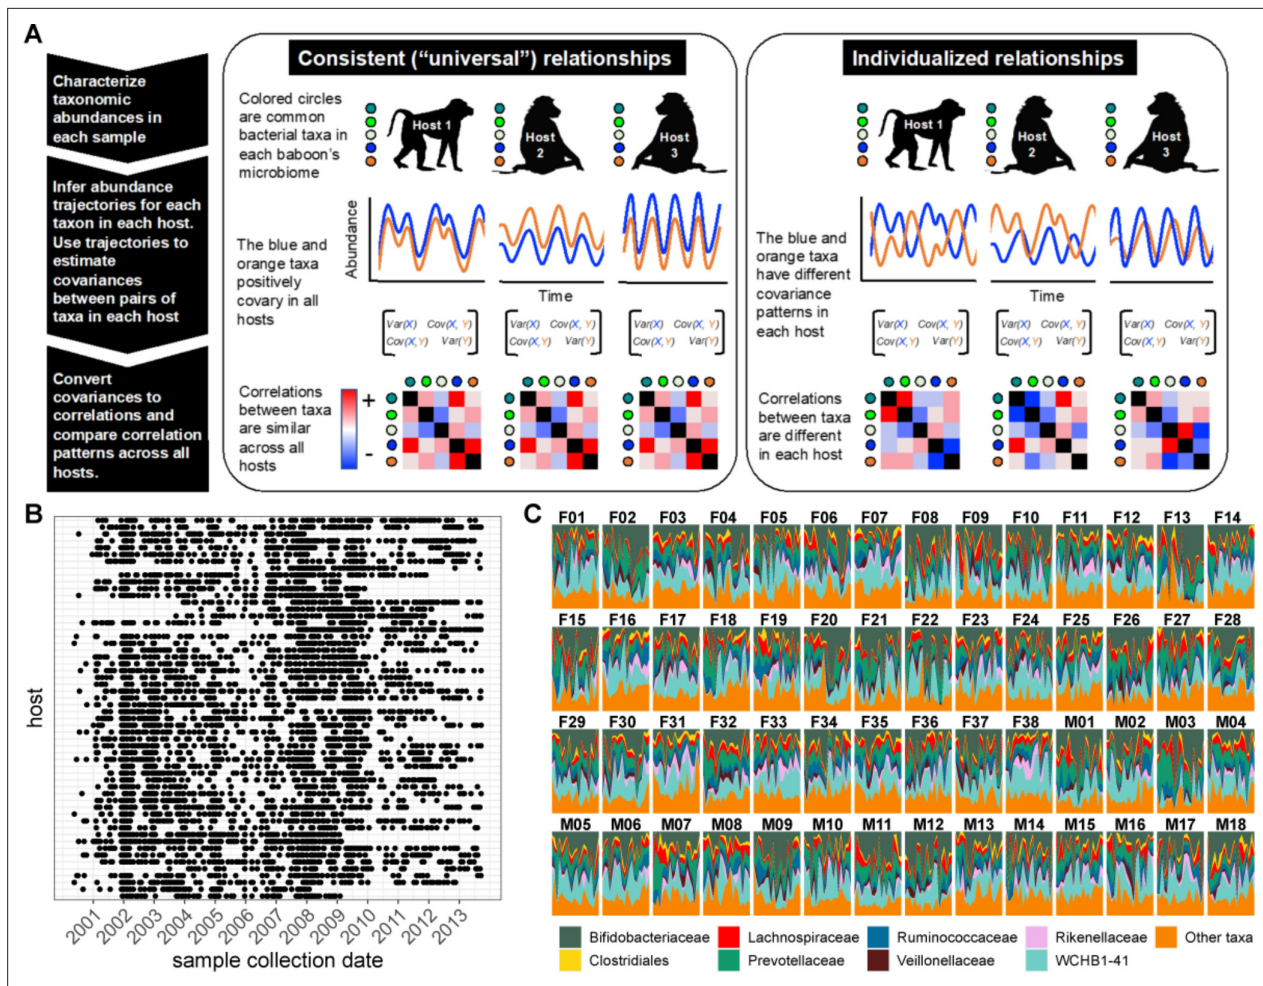 A
Characterize
taxonomic
abundances in
each sample
Infer abundance
trajectories for each
taxon in each host.
Use trajectories to
estimate
covariances
between pairs of
taxa in each host
Convert
covariances to
correlations and
compare correlation
patterns across all
hosts.
Consistent ("universal") relationships
Colored circles
are common
bacterial taxa in
each baboon's
microbiome
Host 1
Host
2
Host
3
The blue and
orange taxa
positively
covary in all
hosts
Abundance
Time
Var(X) Cov(X, Y)
Cov(X,Y) Var(Y)
Var(X) Cov(X, Y)
Cov(X,Y) Var(Y)
Var(X) Cov(X, Y)
Cov(X,Y) Var(Y)
Correlations
between taxa
are similar
across all
hosts
+
-
Individualized relationships
Host 1
Host
2
Host
3
The blue and
orange taxa
have different
covariance
patterns in
each host
Time
Var(X) Cov(X, Y)
Cov(X,Y) Var(Y)
Var(X) Cov(X, Y)
Cov(X,Y) Var(Y)
Var(X) Cov(X, Y)
Cov(X,Y) Var(Y)
Correlations
between taxa
are different
in each host
B
host
2001 2002 2003 2004 2005 2006 2007 2008 2009 2010 2011 2012 2013
sample collection date
C
F01 F02 F03 F04 F05 F06 F07 F08 F09 F10 F11 F12 F13 F14
F15 F16 F17 F18 F19 F20 F21 F22 F23 F24 F25 F26 F27 F28
F29 F30 F31 F32 F33 F34 F35 F36 F37 F38 M01 M02 M03 M04
M05 M06 M07 M08 M09 M10 M11 M12 M13 M14 M15 M16 M17 M18
Bifidobacteriaceae Lachnospiraceae Ruminococcaceae Rikenellaceae Other taxa
Clostridiales Prevotellaceae Veillonellaceae WCHB1-41